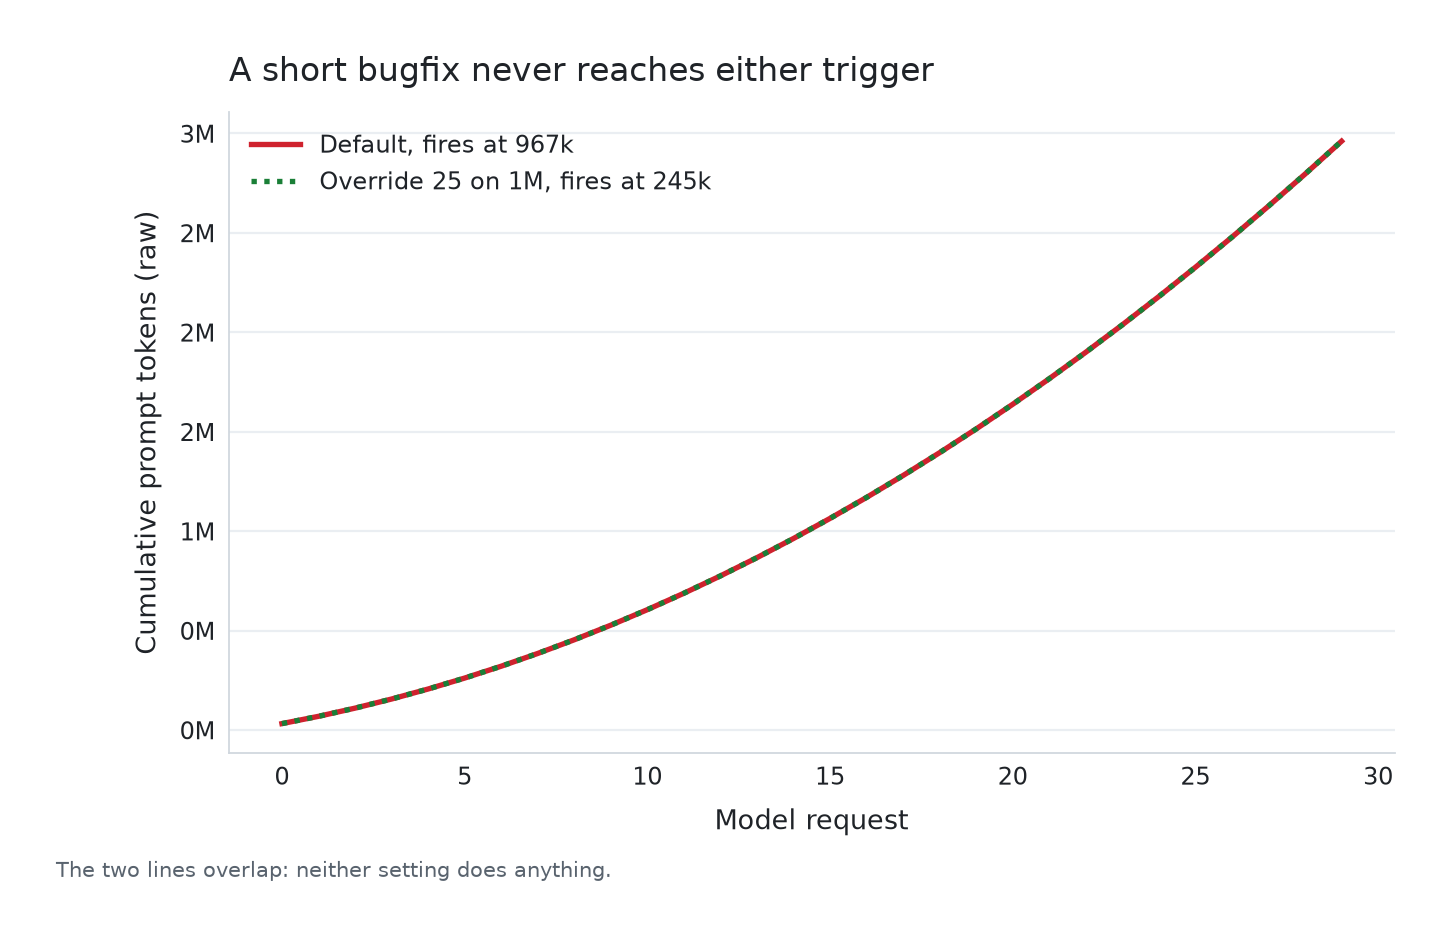 A short bugfix never reaches either trigger
3M
Default, fires at 967k
Override 25 on 1M, fires at 245k
2M
2M
2M
1M
0M
0M
Cumulative prompt tokens (raw)
0 5 10 15 20 25 30
Model request
The two lines overlap: neither setting does anything.